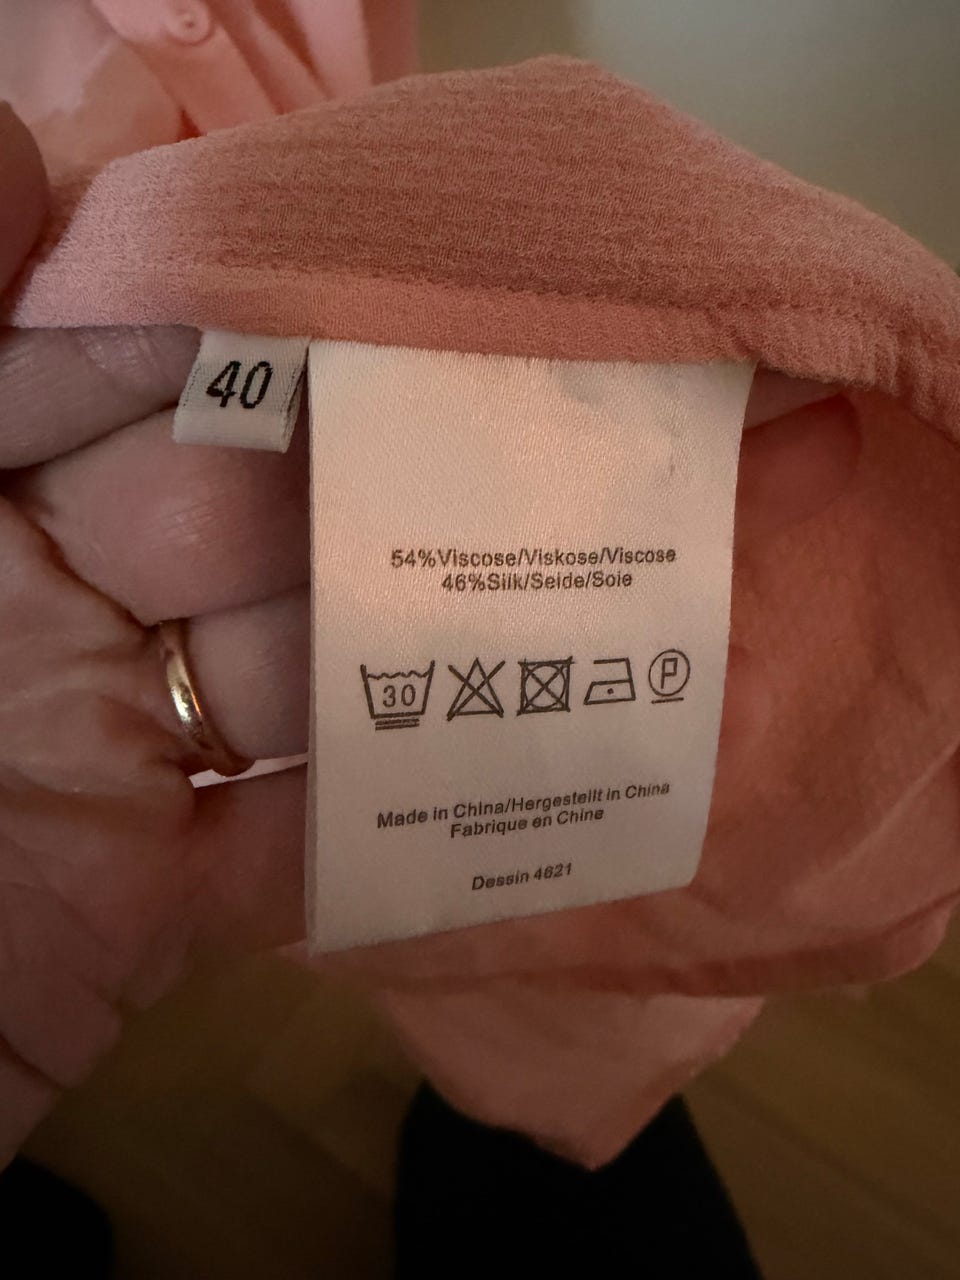 40
54%Viscose/Viskose/Viscose
46%Silk/Seide/Soie
30
P
Made in China/Hergestellt in China
Fabrique en Chine
Dessin 4621